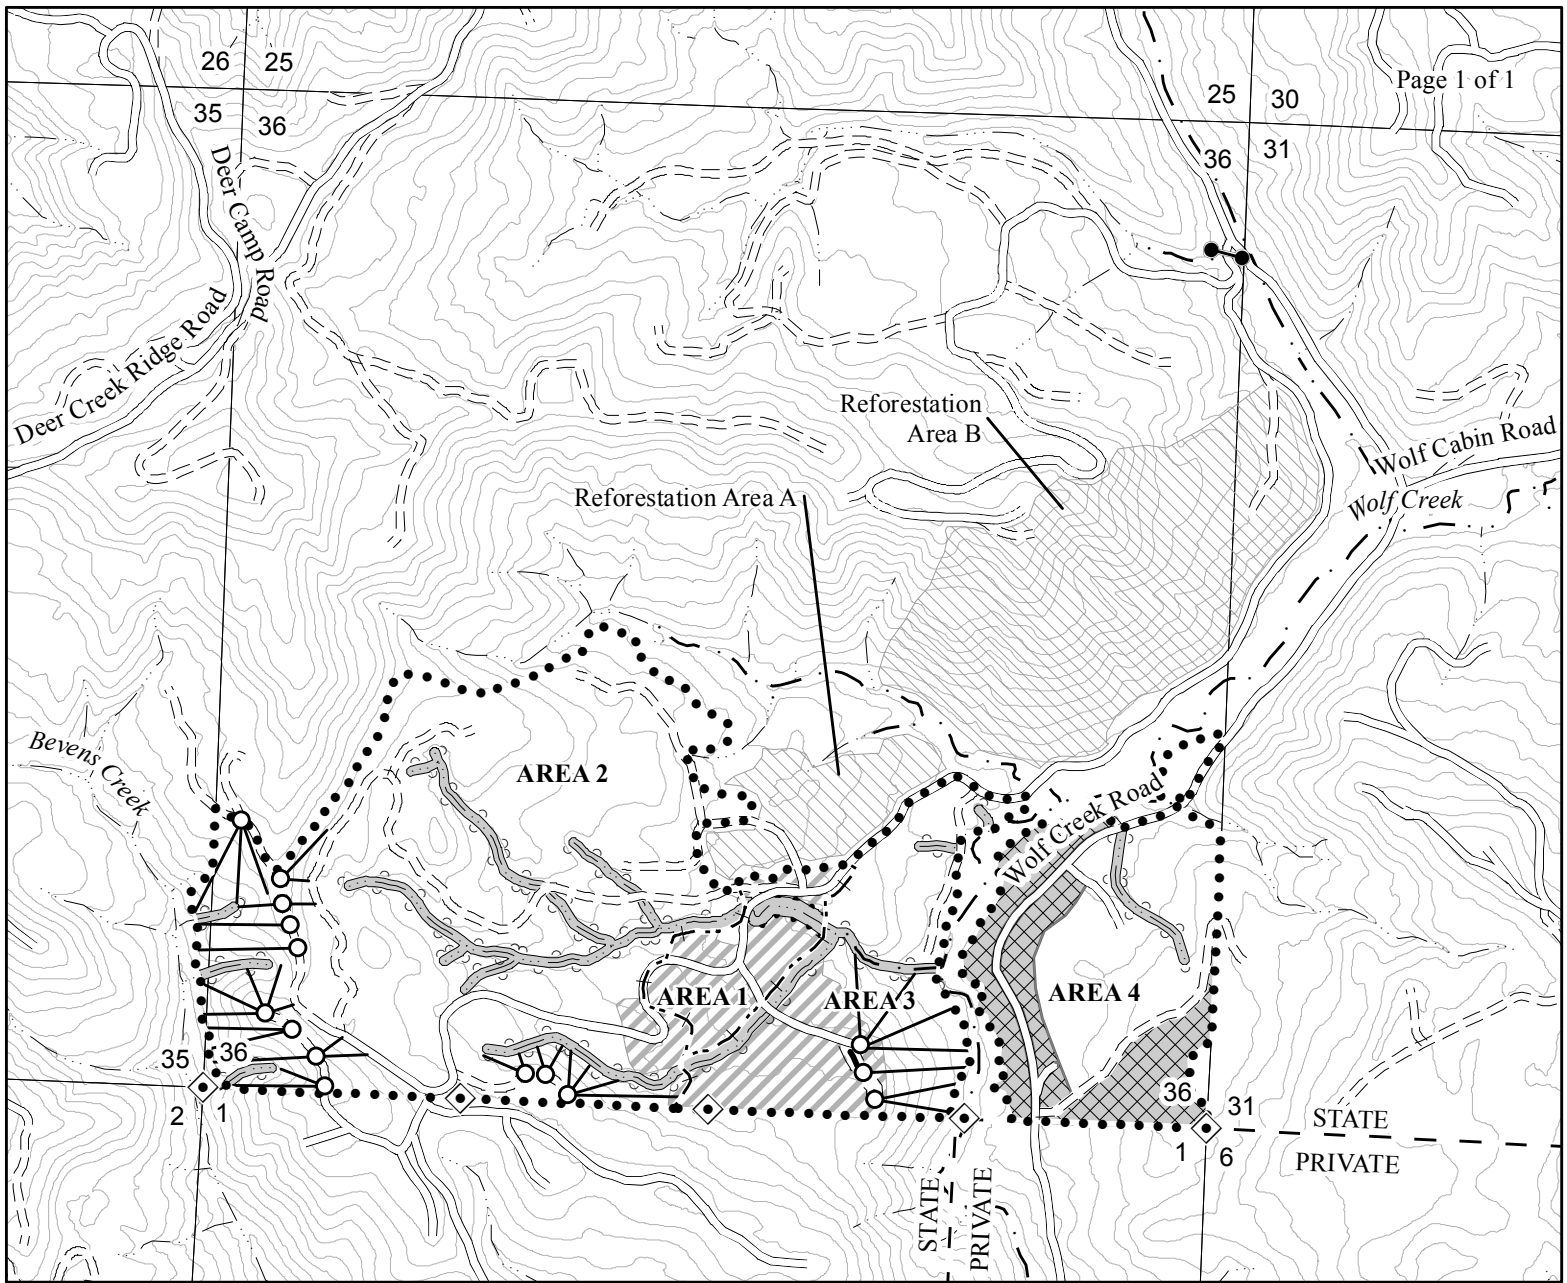 26 25
35 36
25 30
36 31
Page 1 of 1
Deer Camp Road
Deer Creek Ridge Road
Reforestation
Area B
Reforestation Area A
Wolf Cabin Road
Wolf Creek
Bevens Creek
AREA 2
Wolf Creek Road
AREA 1
AREA 3
AREA 4
35 36
2 1
36 31
1 6
STATE
PRIVATE
STATE
PRIVATE